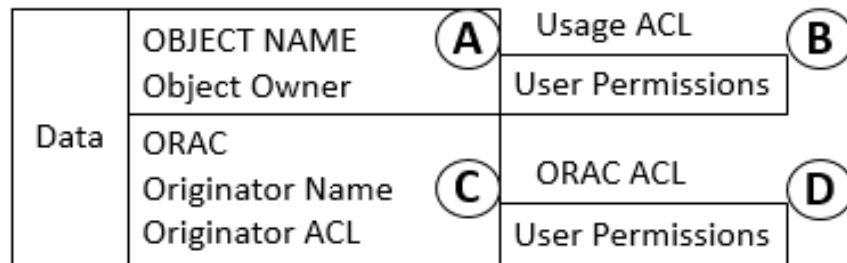 Data
OBJECT NAME
Object Owner
A
Usage ACL
B
User Permissions
ORAC
Originator Name
Originator ACL
C
ORAC ACL
D
User Permissions